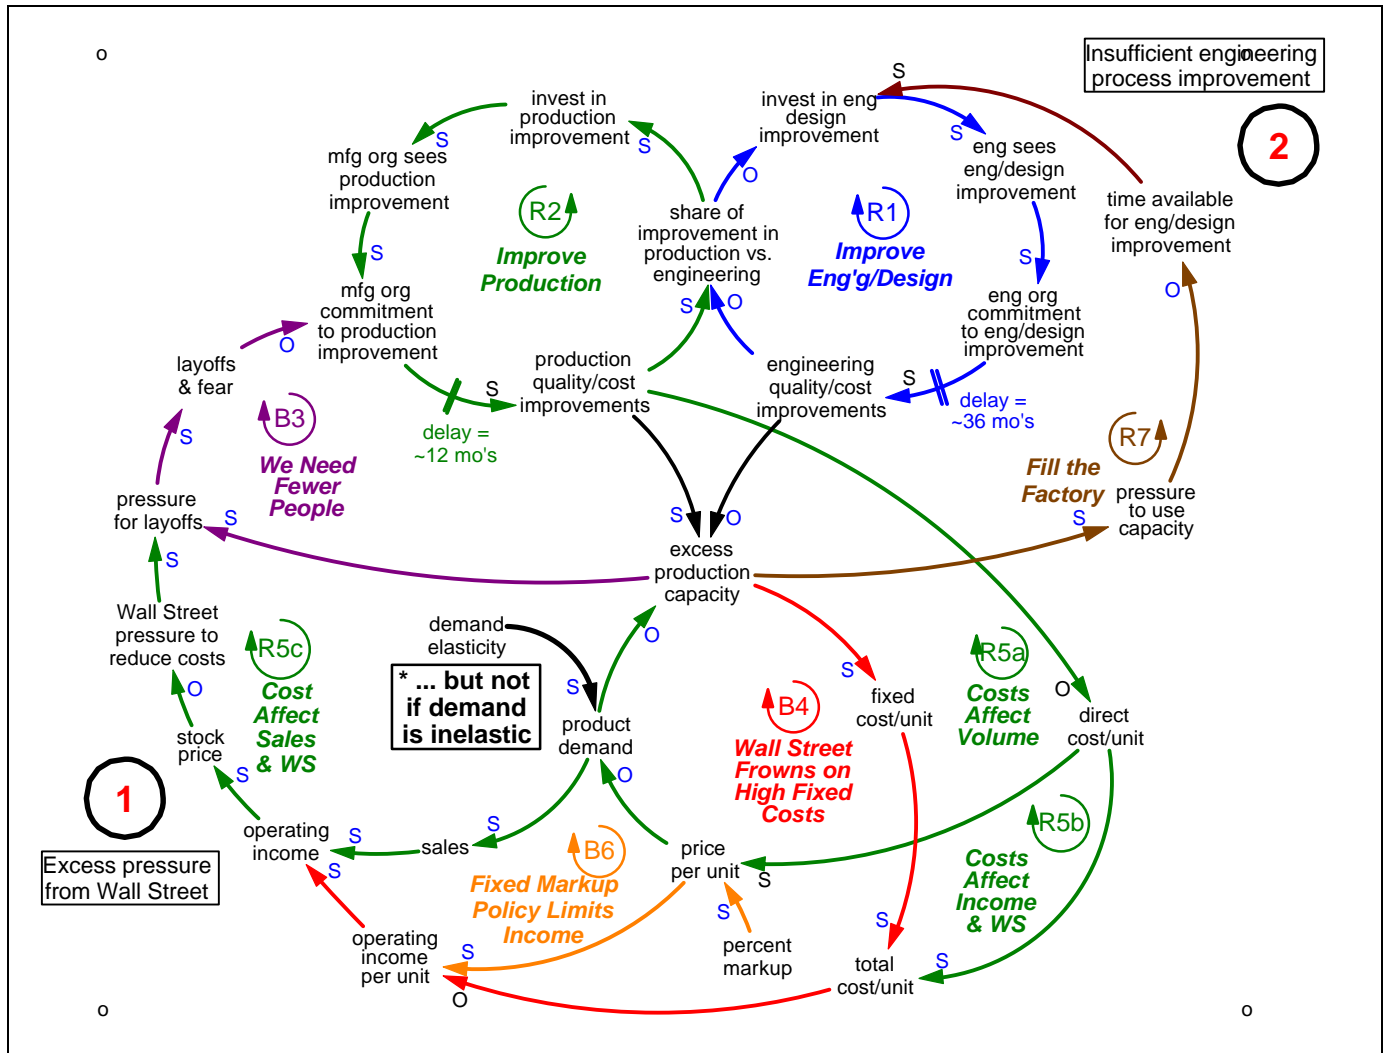 o
Insufficient engineering
process improvement
2
invest in
production
improvement
S
invest in eng
design
improvement
S
S
S
mfg org sees
production
improvement
S
O
eng sees
eng/design
improvement
R2
Improve
Production
share of
improvement in
production vs.
engineering
R1
Improve
Eng'g/Design
time available
for eng/design
improvement
S
S
O
mfg org
commitment
to production
improvement
S
O
eng org
commitment
to eng/design
improvement
O
layoffs
& fear
production
quality/cost
improvements
engineering
quality/cost
improvements
S
S
delay =
~12 mo's
delay =
~36 mo's
B3
We Need
Fewer
People
S
R7
Fill the
Factory
pressure
for layoffs
S
S
O
S
pressure
to use
capacity
excess
production
capacity
S
Wall Street
pressure to
reduce costs
demand
elasticity
O
R5c
Cost
Affect
Sales
& WS
* ... but not
if demand
is inelastic
S
S
fixed
cost/unit
R5a
Costs
Affect
Volume
O
direct
cost/unit
O
stock
price
product
demand
B4
Wall Street
Frowns on
High Fixed
Costs
S
O
1
Excess pressure
from Wall Street
operating
income
S
sales
S
S
B6
Fixed Markup
Policy Limits
Income
price
per unit
S
R5b
Costs
Affect
Income
& WS
S
percent
markup
S
operating
income
per unit
S
O
total
cost/unit
S
o
o